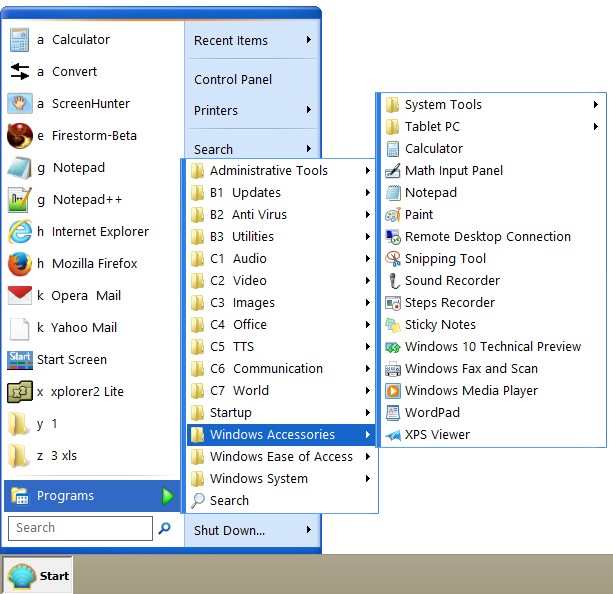 a Calculator
a Convert
a ScreenHunter
e Firestorm-Beta
g Notepad
g Notepad++
h Internet Explorer
h Mozilla Firefox
k Opera Mail
k Yahoo Mail
Start Start Screen
x xplorer2 Lite
y 1
z 3 xls
Programs
Search
Recent Items
Control Panel
Printers
Search
Shut Down...
Administrative Tools
B1 Updates
B2 Anti Virus
B3 Utilities
C1 Audio
C2 Video
C3 Images
C4 Office
C5 TTS
C6 Communication
C7 World
Startup
Windows Accessories
Windows Ease of Access
Windows System
Search
System Tools
Tablet PC
Calculator
Math Input Panel
Notepad
Paint
Remote Desktop Connection
Snipping Tool
Sound Recorder
Steps Recorder
Sticky Notes
Windows 10 Technical Preview
Windows Fax and Scan
Windows Media Player
WordPad
XPS Viewer
Start